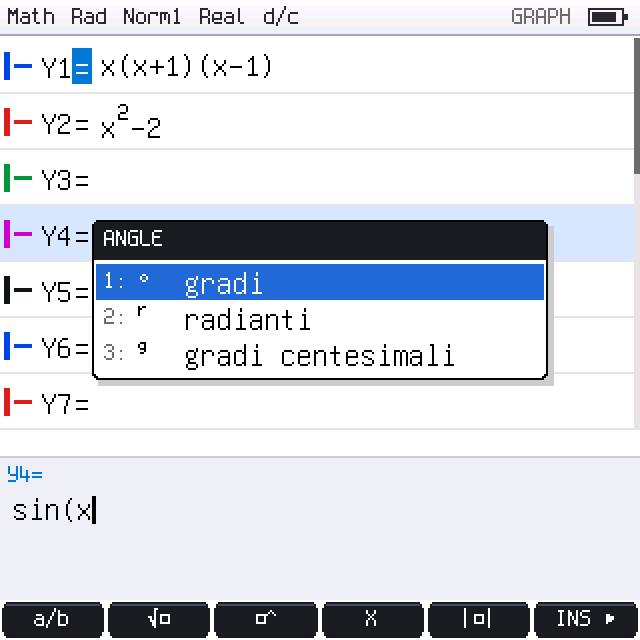 Math Rad Norm1 Real d/c GRAPH
Y1= x(x+1)(x-1)
Y2= x²-2
Y3=
Y4=
ANGLE
1: ° gradi
Y5=
2: r radianti
Y6=
3: g gradi centesimali
Y7=
Y4=
sin(x
a/b √▫ ▫^ X |▫| INS ▶